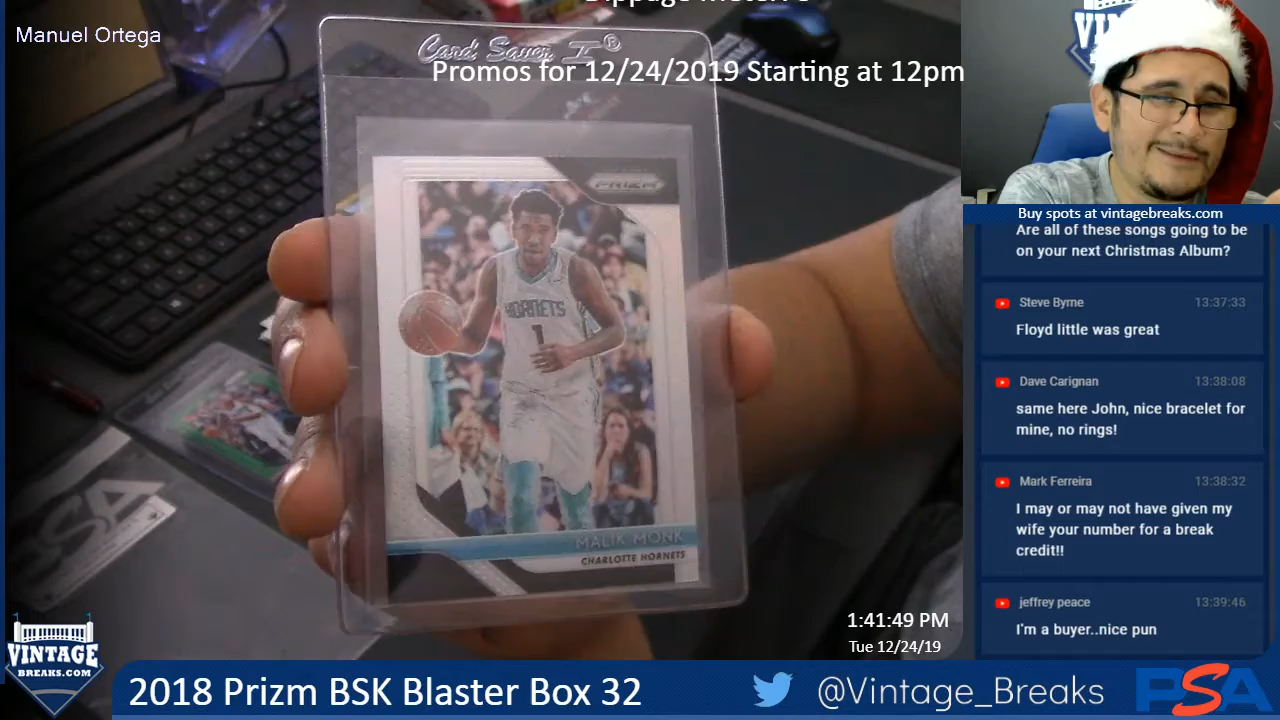 Manuel Ortega
Card Saver I®
Promos for 12/24/2019 Starting at 12pm
PRIZM
HORNETS
1
MALIK MONK
CHARLOTTE HORNETS
PSA
VINTAGE
Buy spots at vintagebreaks.com
Are all of these songs going to be
on your next Christmas Album?
Steve Byrne 13:37:33
Floyd little was great
Dave Carignan 13:38:08
same here John, nice bracelet for
mine, no rings!
Mark Ferreira 13:38:32
I may or may not have given my
wife your number for a break
credit!!
jeffrey peace 13:39:46
I'm a buyer..nice pun
1:41:49 PM
Tue 12/24/19
VINTAGE
BREAKS.COM
2018 Prizm BSK Blaster Box 32
@Vintage_Breaks
PSA